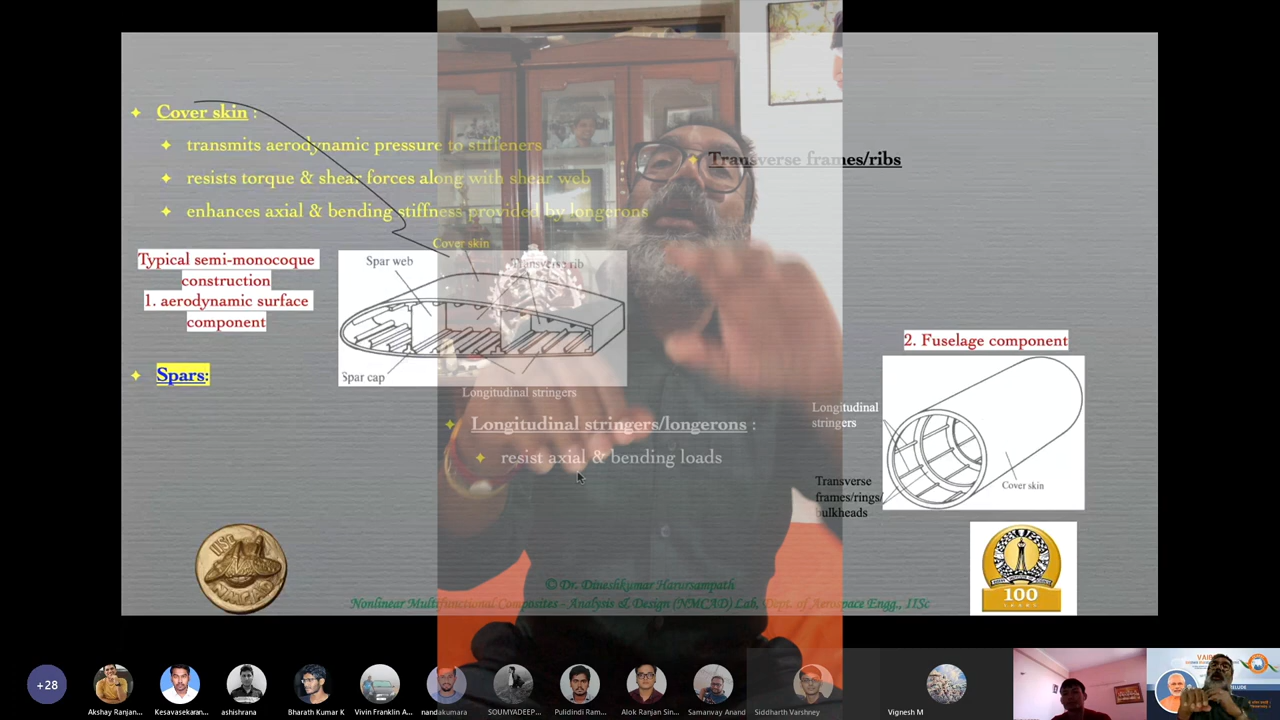 Cover skin :
transmits aerodynamic pressure to stiffeners
resists torque & shear forces along with shear web
enhances axial & bending stiffness provided by longerons
Transverse frames/ribs
Typical semi-monocoque
construction
1. aerodynamic surface
component
Cover skin
Spar web
Transverse rib
Spar cap
Longitudinal stringers
Spars:
Longitudinal stringers/longerons :
resist axial & bending loads
2. Fuselage component
Longitudinal
stringers
Transverse
frames/rings/
bulkheads
Cover skin
IISc
NMCAD
100
YEARS
© Dr. Dineshkumar Harursampath
Nonlinear Multifunctional Composites - Analysis & Design (NMCAD) Lab, Dept. of Aerospace Engg., IISc
+28
Akshay Ranjan...
Kesavasekaran...
ashishrana
Bharath Kumar K
Vivin Franklin A...
nandakumara
SOUMYADEEP...
Pulidindi Ram...
Alok Ranjan Sin...
Samanvay Anand
Siddharth Varshney
Vignesh M